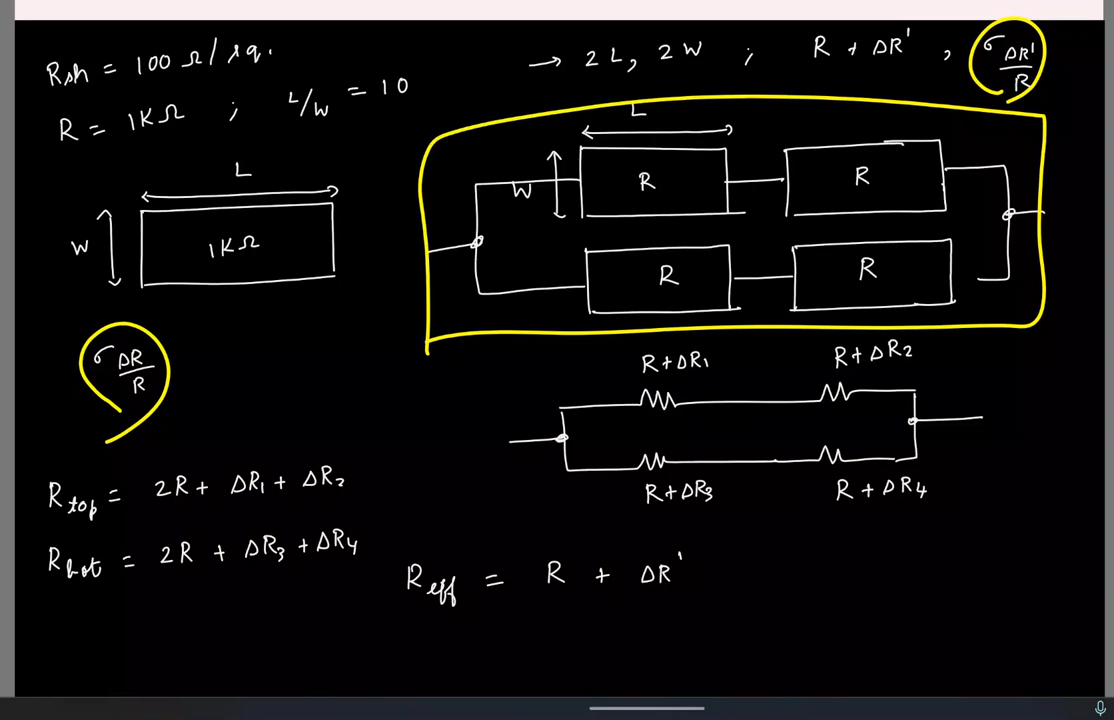 Rsh = 100 Ω/sq.
→ 2L, 2W ; R + ΔR' , σ ΔR'/R
R = 1KΩ ; L/W = 10
L
L
W
R
R
W
1KΩ
R
R
σ ΔR/R
R+ΔR1
R+ΔR2
R+ΔR3
R+ΔR4
Rtop = 2R+ ΔR1+ ΔR2
Rbot = 2R + ΔR3 +ΔR4
Reff = R + ΔR'